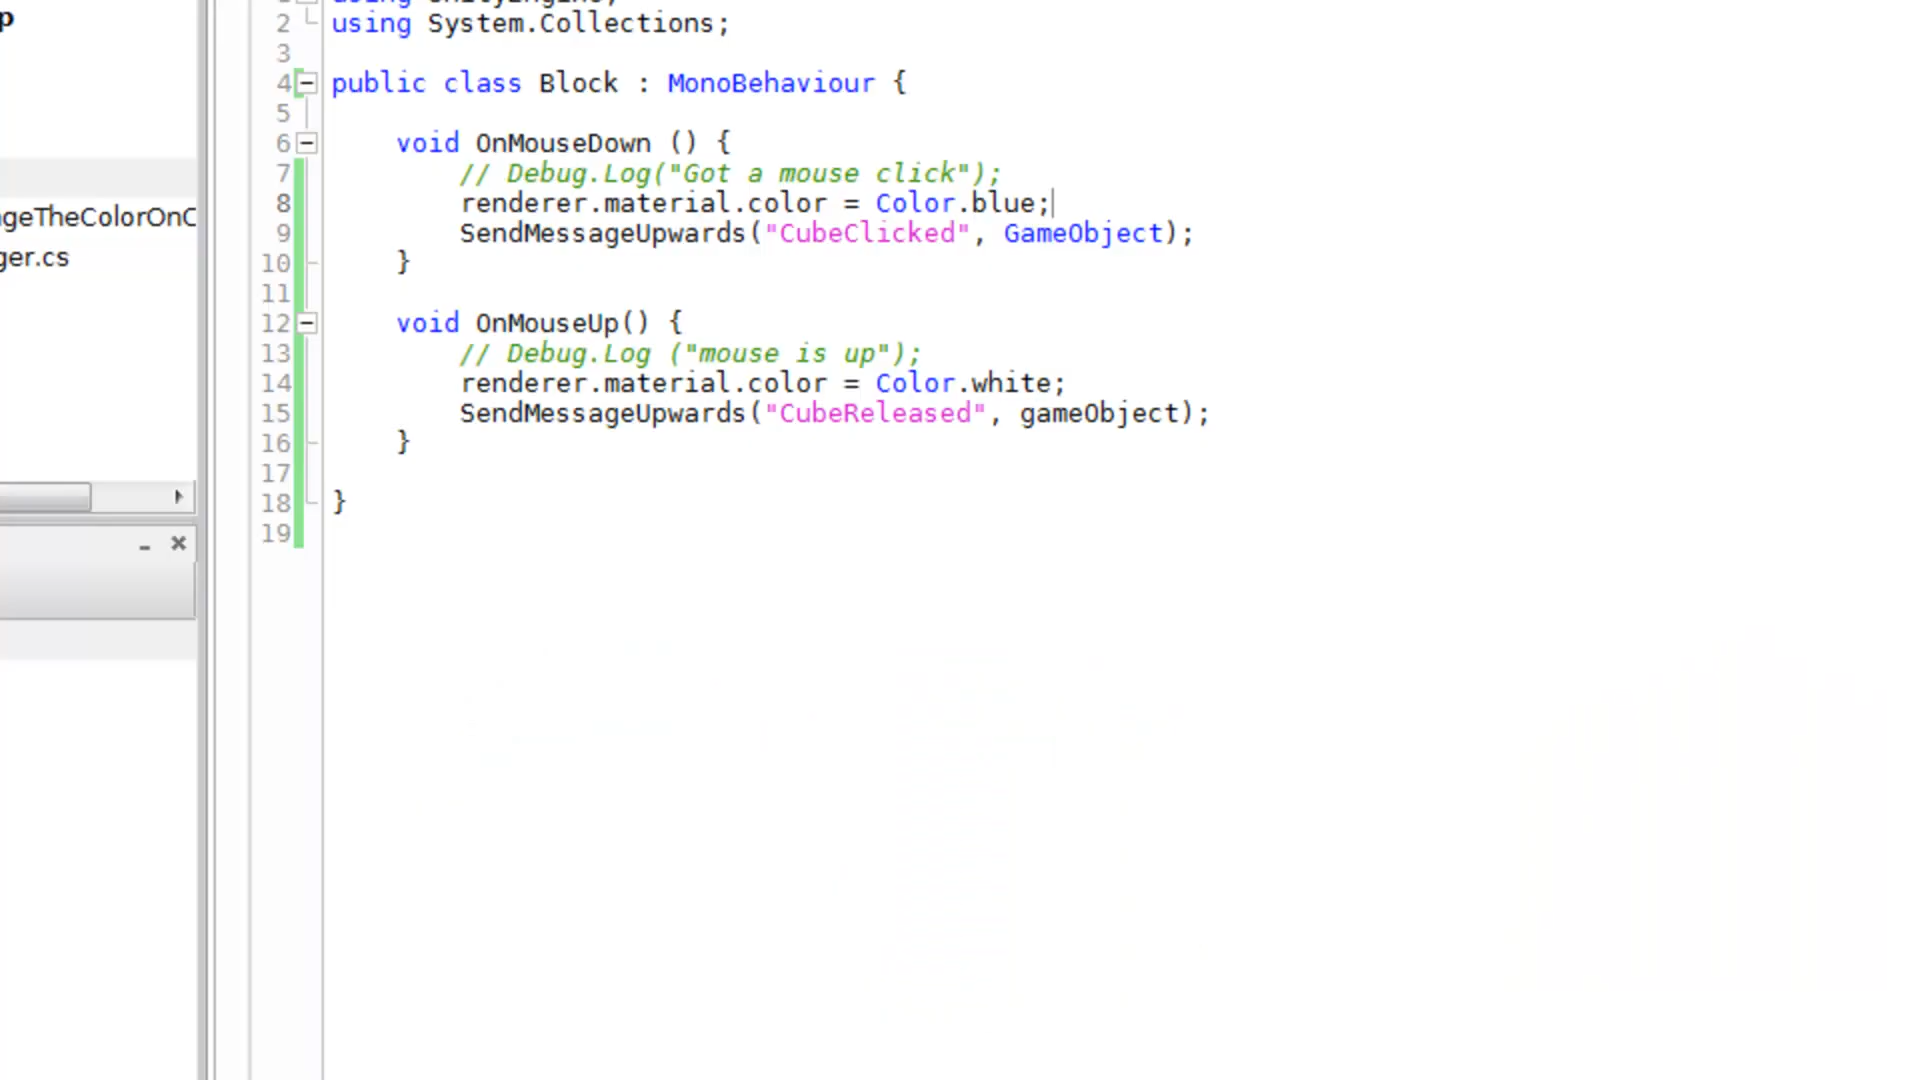 p
ageTheColorOnC
ger.cs
2 using System.Collections;
3
4 public class Block : MonoBehaviour {
5
6 void OnMouseDown () {
7 // Debug.Log("Got a mouse click");
8 renderer.material.color = Color.blue;
9 SendMessageUpwards("CubeClicked", GameObject);
10 }
11
12 void OnMouseUp() {
13 // Debug.Log ("mouse is up");
14 renderer.material.color = Color.white;
15 SendMessageUpwards("CubeReleased", gameObject);
16 }
17
18 }
19